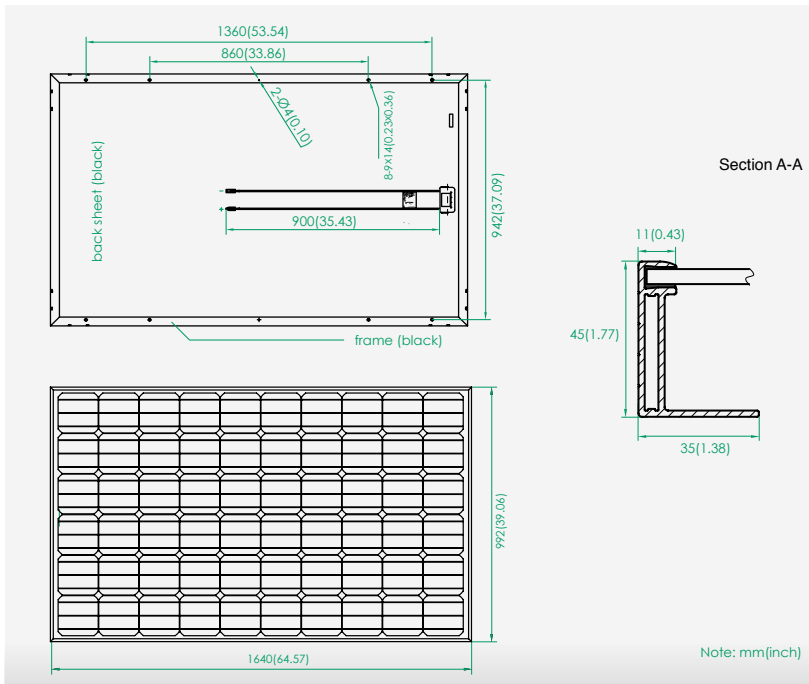 1360(53.54)
860(33.86)
2-Ø4(0.10)
8-9x14(0.23x0.36)
back sheet (black)
942(37.09)
-
+
900(35.43)
frame (black)
Section A-A
11(0.43)
45(1.77)
35(1.38)
992(39.06)
1640(64.57)
Note: mm(inch)